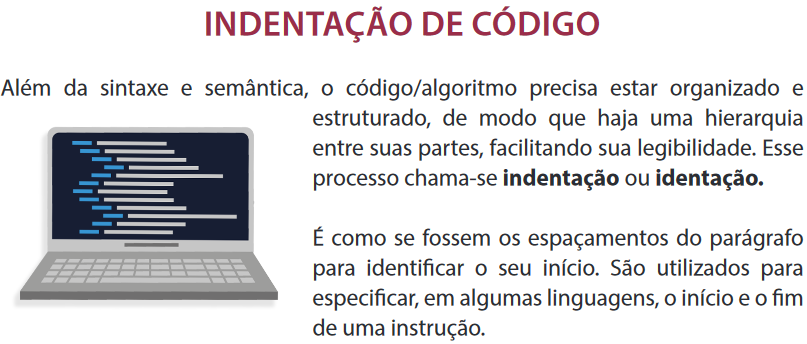 INDENTAÇÃO DE CÓDIGO
Além da sintaxe e semântica, o código/algoritmo precisa estar organizado e
estruturado, de modo que haja uma hierarquia
entre suas partes, facilitando sua legibilidade. Esse
processo chama-se indentação ou identação.
É como se fossem os espaçamentos do parágrafo
para identificar o seu início. São utilizados para
especificar, em algumas linguagens, o início e o fim
de uma instrução.